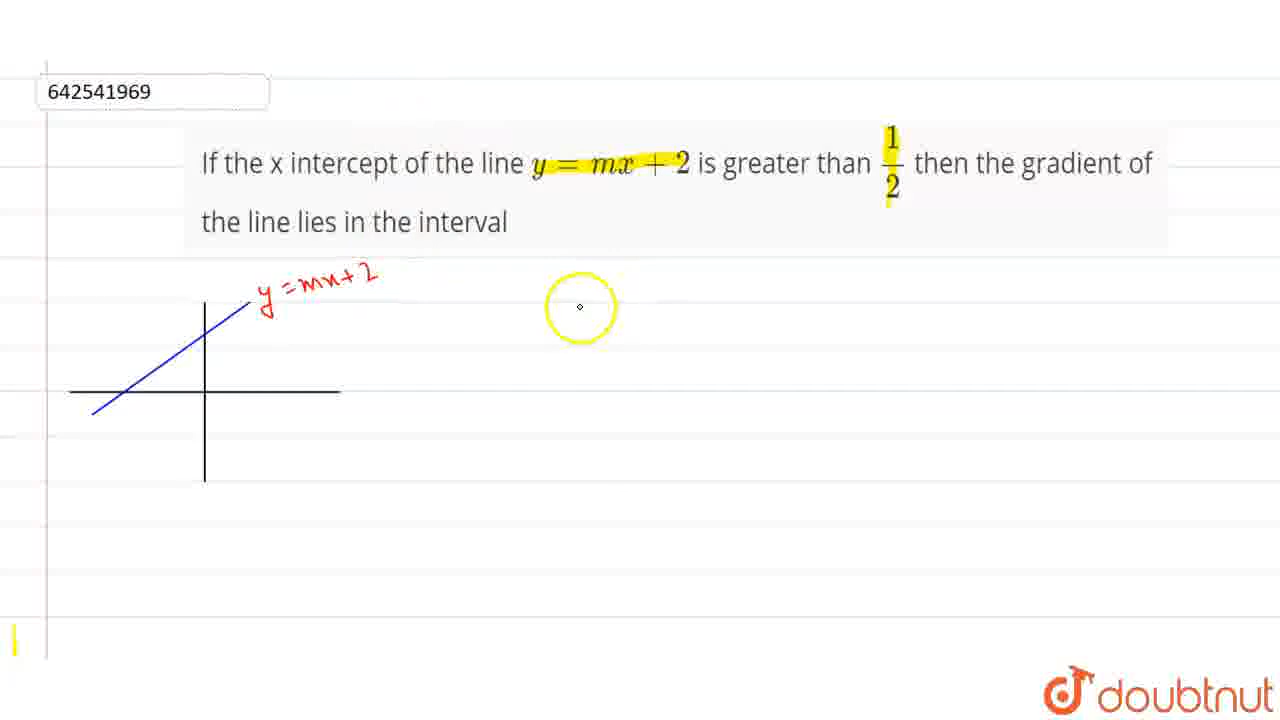 642541969
If the x intercept of the line y = mx + 2 is greater than 1/2 then the gradient of
the line lies in the interval
y = mx + 2
doubtnut